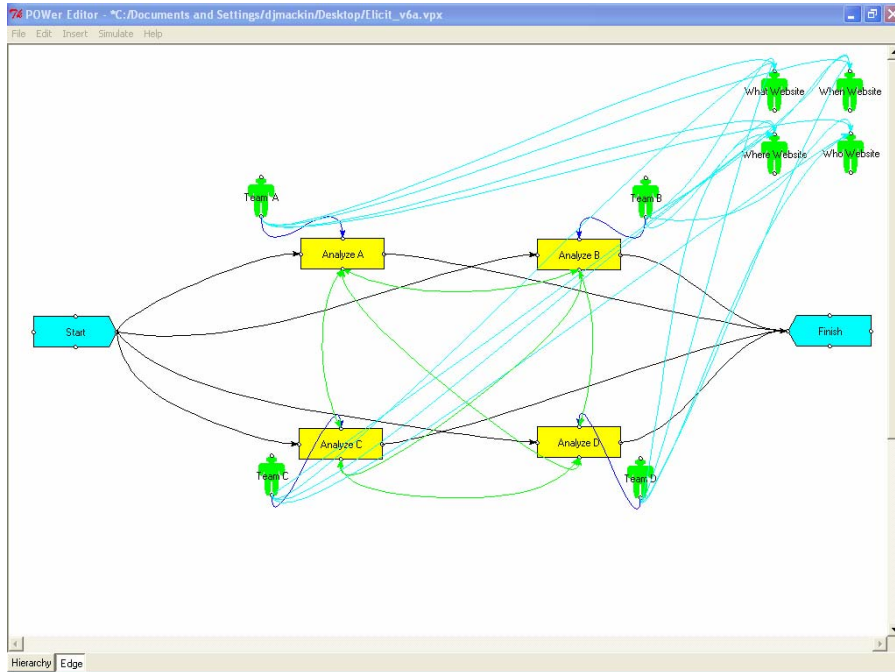 POWer Editor - *C:/Documents and Settings/djmackin/Desktop/Elicit_v6a.vpx
File Edit Insert Simulate Help
What Website
When Website
Where Website
Who Website
Team A
Team B
Analyze A
Analyze B
Start
Finish
Analyze C
Analyze D
Team C
Team D
Hierarchy
Edge